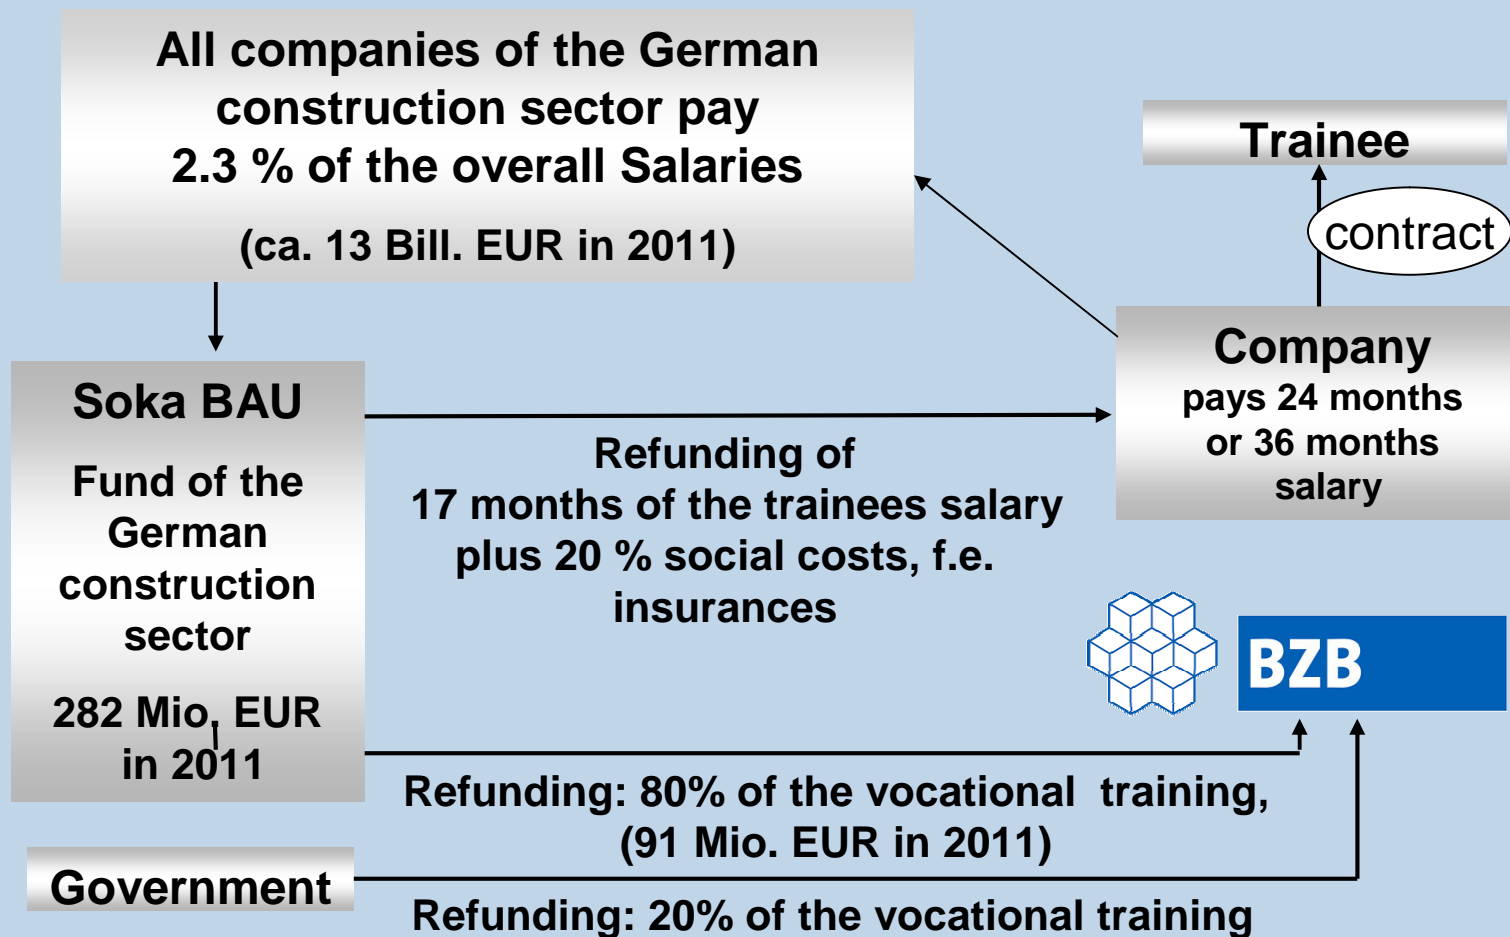 All companies of the German
construction sector pay
2.3 % of the overall Salaries
(ca. 13 Bill. EUR in 2011)
Trainee
contract
Company
pays 24 months
or 36 months
salary
Soka BAU
Fund of the
German
construction
sector
282 Mio, EUR
in 2011
Refunding of
17 months of the trainees salary
plus 20 % social costs, f.e.
insurances
BZB
Refunding: 80% of the vocational  training,
(91 Mio. EUR in 2011)
Government
Refunding: 20% of the vocational training